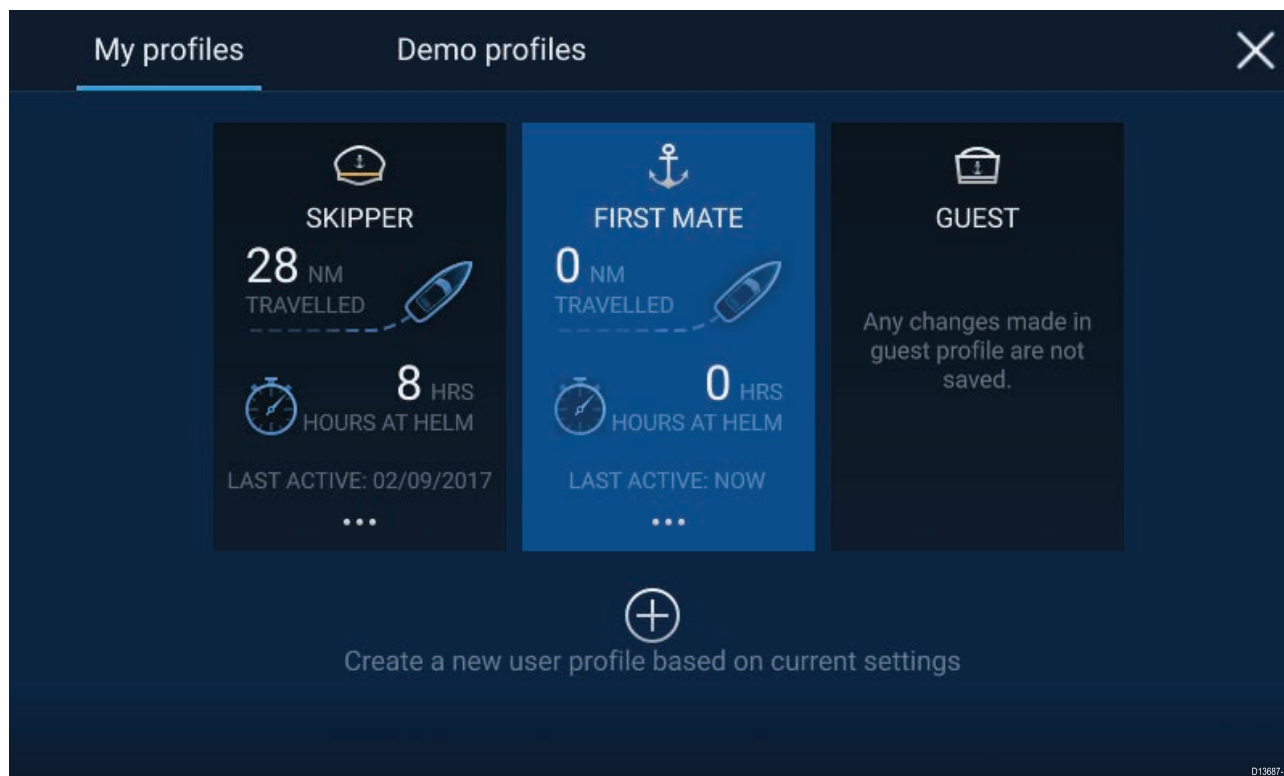 My profiles
Demo profiles
SKIPPER
28 NM
TRAVELLED
8 HRS
HOURS AT HELM
LAST ACTIVE: 02/09/2017
FIRST MATE
0 NM
TRAVELLED
0 HRS
HOURS AT HELM
LAST ACTIVE: NOW
GUEST
Any changes made in
guest profile are not
saved.
Create a new user profile based on current settings
D13687-